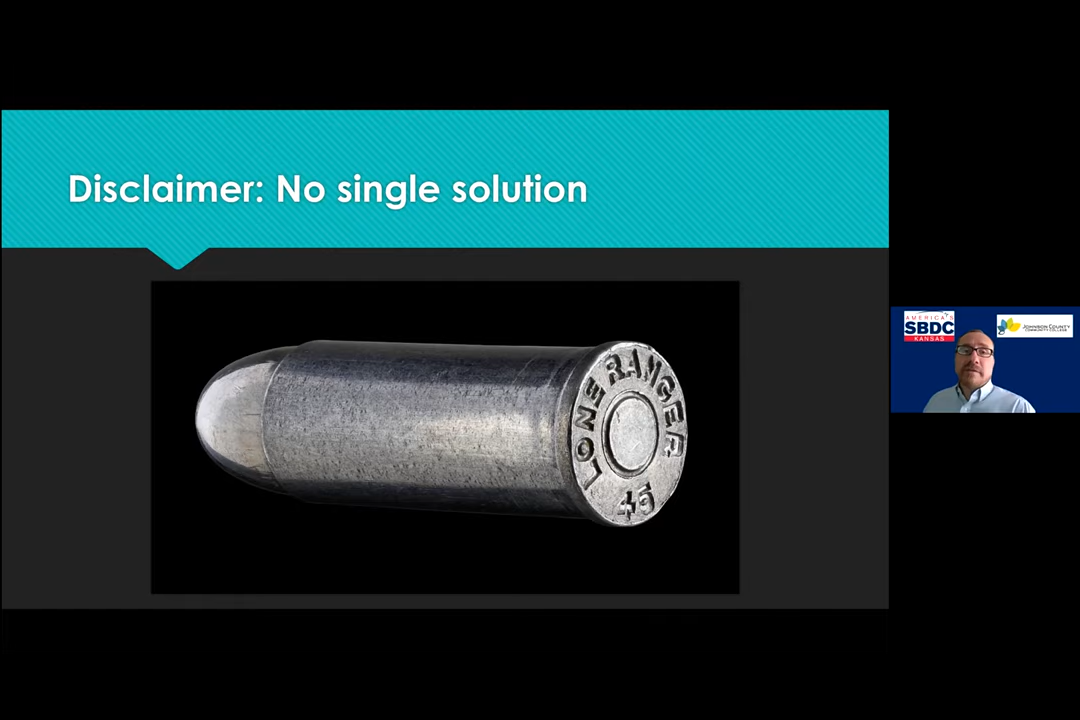 Disclaimer: No single solution
LONE RANGER
45
AMERICA'S
SBDC
KANSAS
JOHNSON COUNTY
COMMUNITY COLLEGE